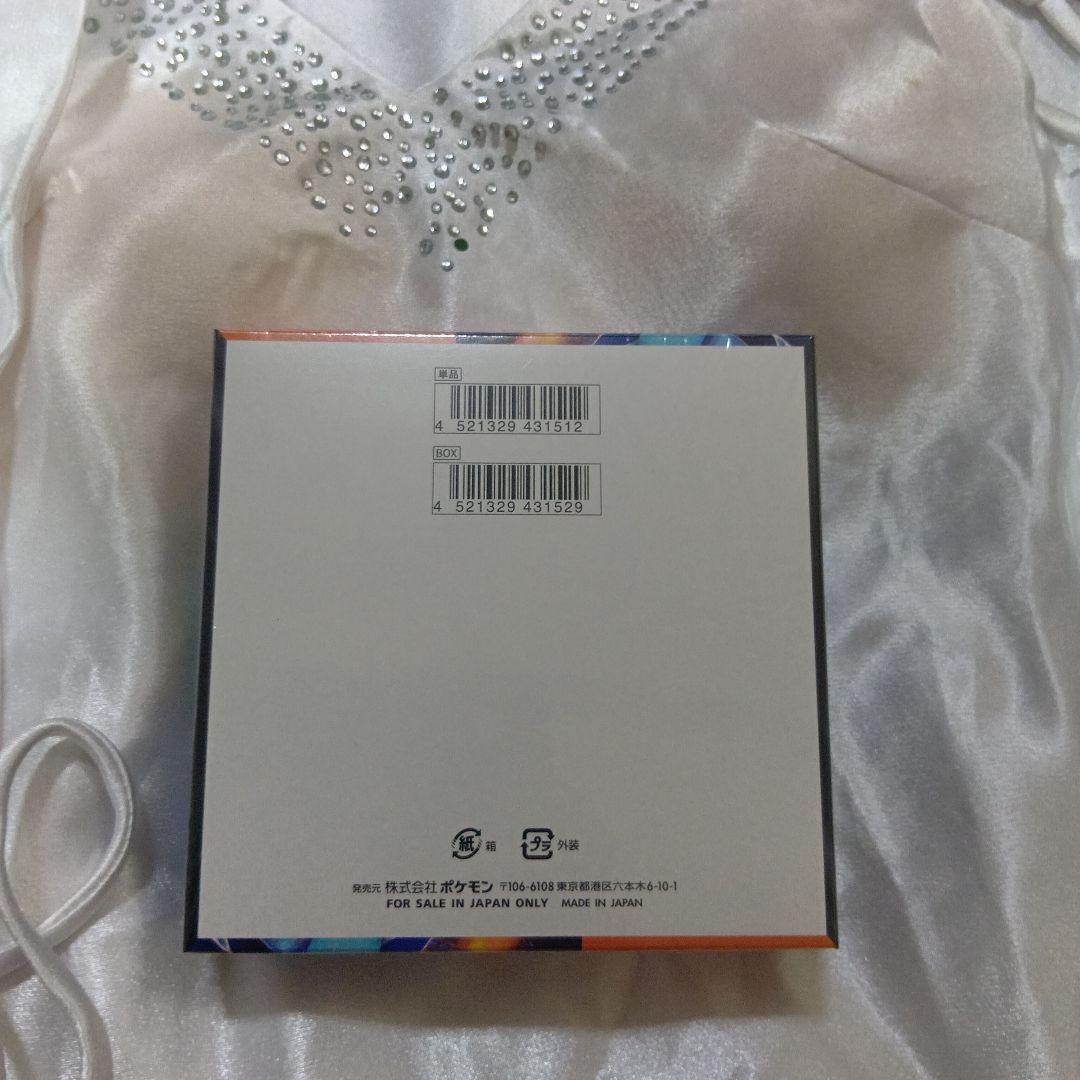 単品
4 521329 431512
BOX
4 521329 431529
紙 箱 プラ 外装
発売元 株式会社ポケモン 〒106-6108 東京都港区六本木6-10-1
FOR SALE IN JAPAN ONLY MADE IN JAPAN